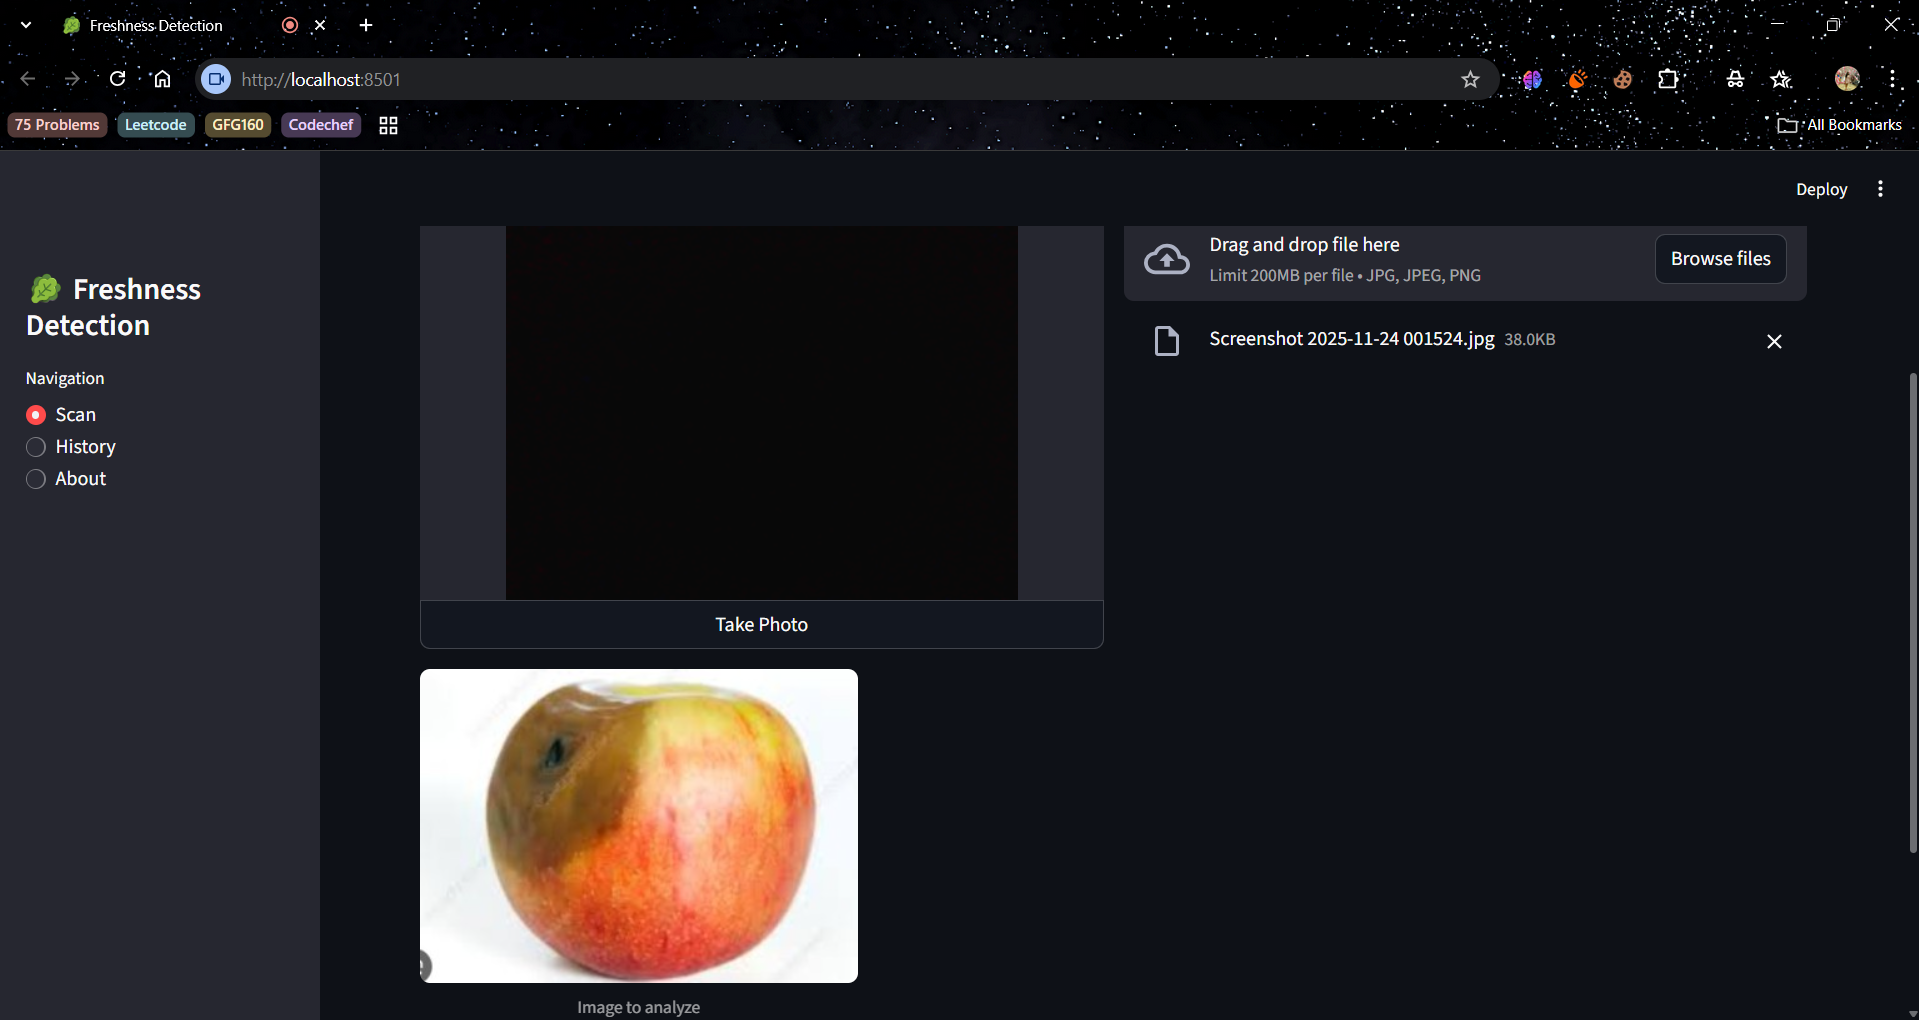 Freshness Detection
http://localhost:8501
75 Problems
Leetcode
GFG160
Codechef
All Bookmarks
Deploy
Freshness
Detection
Navigation
Scan
History
About
Take Photo
Image to analyze
Drag and drop file here
Limit 200MB per file • JPG, JPEG, PNG
Browse files
Screenshot 2025-11-24 001524.jpg 38.0KB